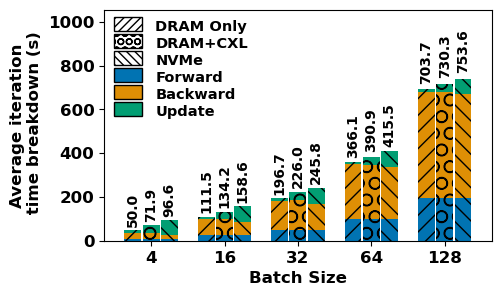 Average iteration
time breakdown (s)
1000
800
600
400
200
0
DRAM Only
DRAM+CXL
NVMe
Forward
Backward
Update
50.0
71.9
96.6
111.5
134.2
158.6
196.7
226.0
245.8
366.1
390.9
415.5
703.7
730.3
753.6
4
16
32
64
128
Batch Size